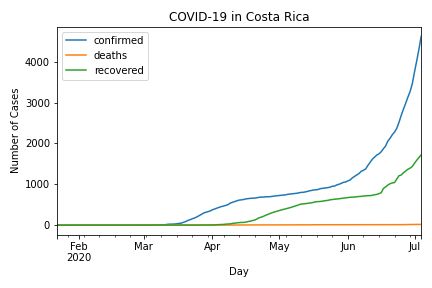 COVID-19 in Costa Rica
confirmed
deaths
recovered
Number of Cases
4000
3000
2000
1000
0
Feb
2020
Mar
Apr
May
Jun
Jul
Day